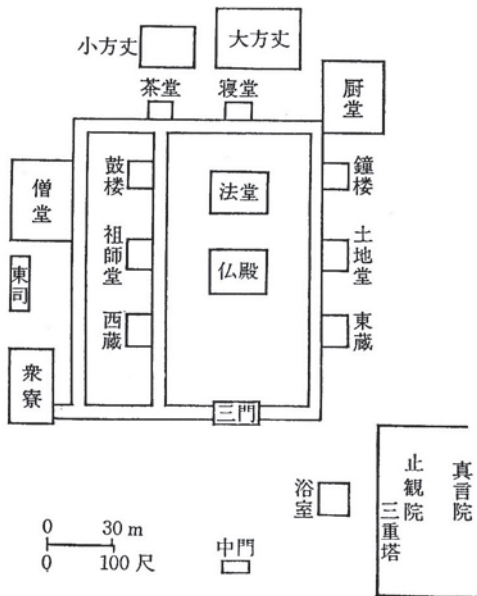 小方丈
大方丈
茶堂
寝堂
厨堂
鼓楼
法堂
鐘楼
僧堂
祖師堂
仏殿
土地堂
東司
西蔵
東蔵
衆寮
三門
浴室
止観院
三重塔
真言院
中門
0 30 m
0 100 尺